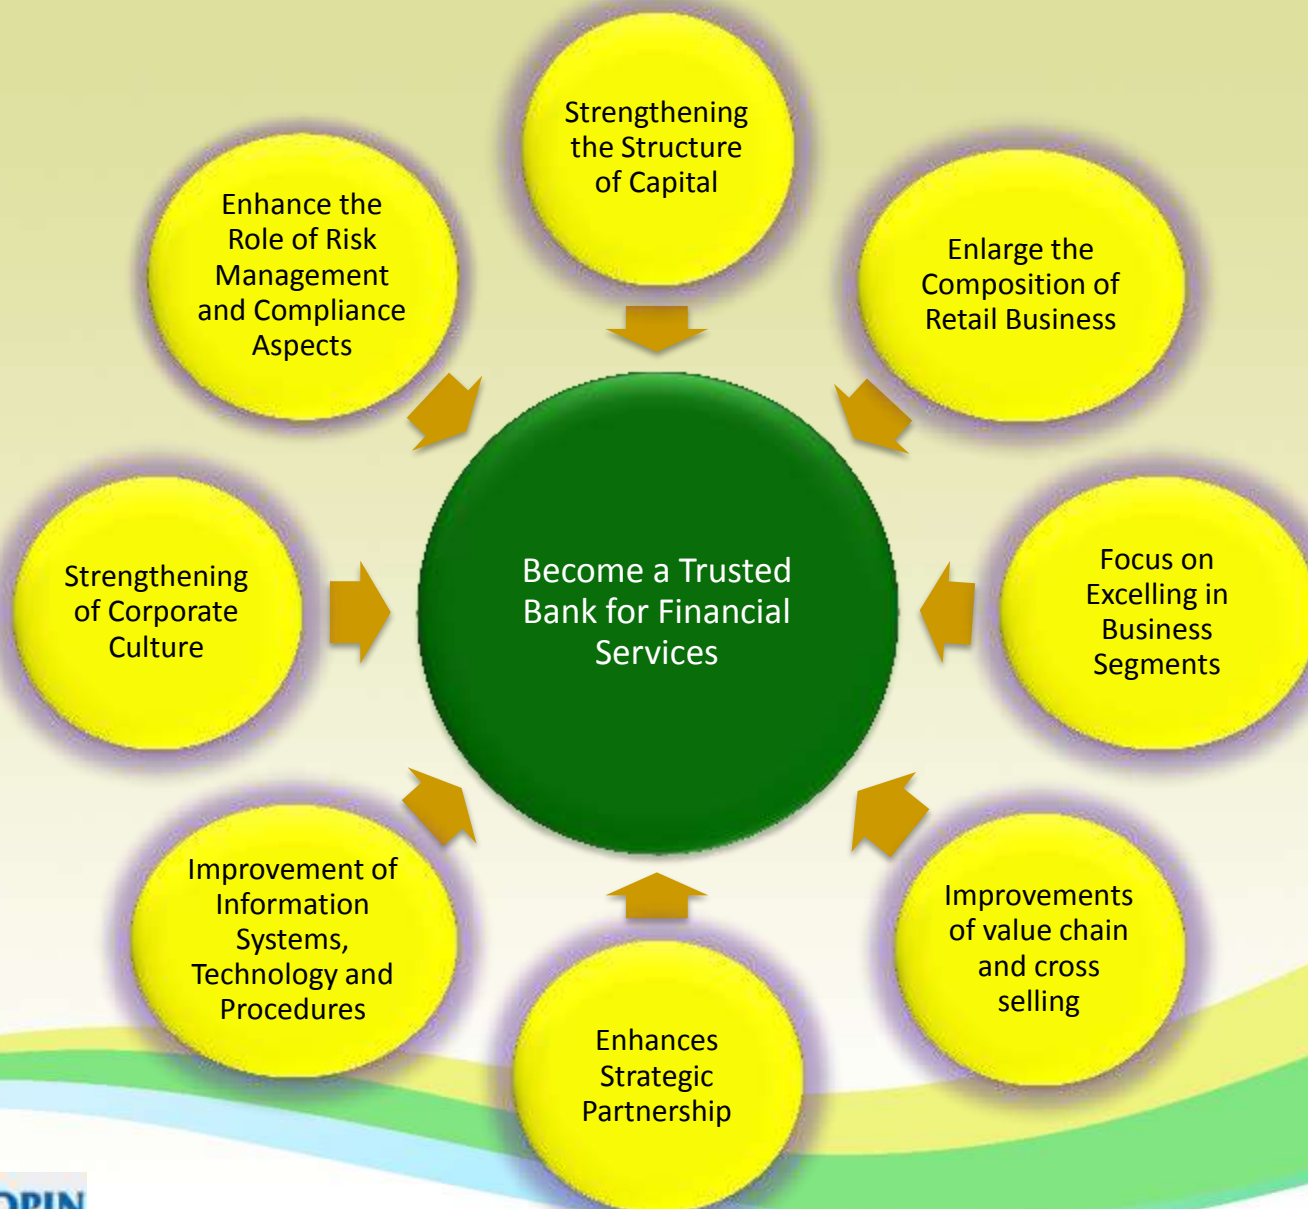 Strengthening
the Structure
of Capital
Enhance the
Role of Risk
Management
and Compliance
Aspects
Enlarge the
Composition of
Retail Business
Strengthening
of Corporate
Culture
Become a Trusted
Bank for Financial
Services
Focus on
Excelling in
Business
Segments
Improvement of
Information
Systems,
Technology and
Procedures
Improvements
of value chain
and cross
selling
Enhances
Strategic
Partnership